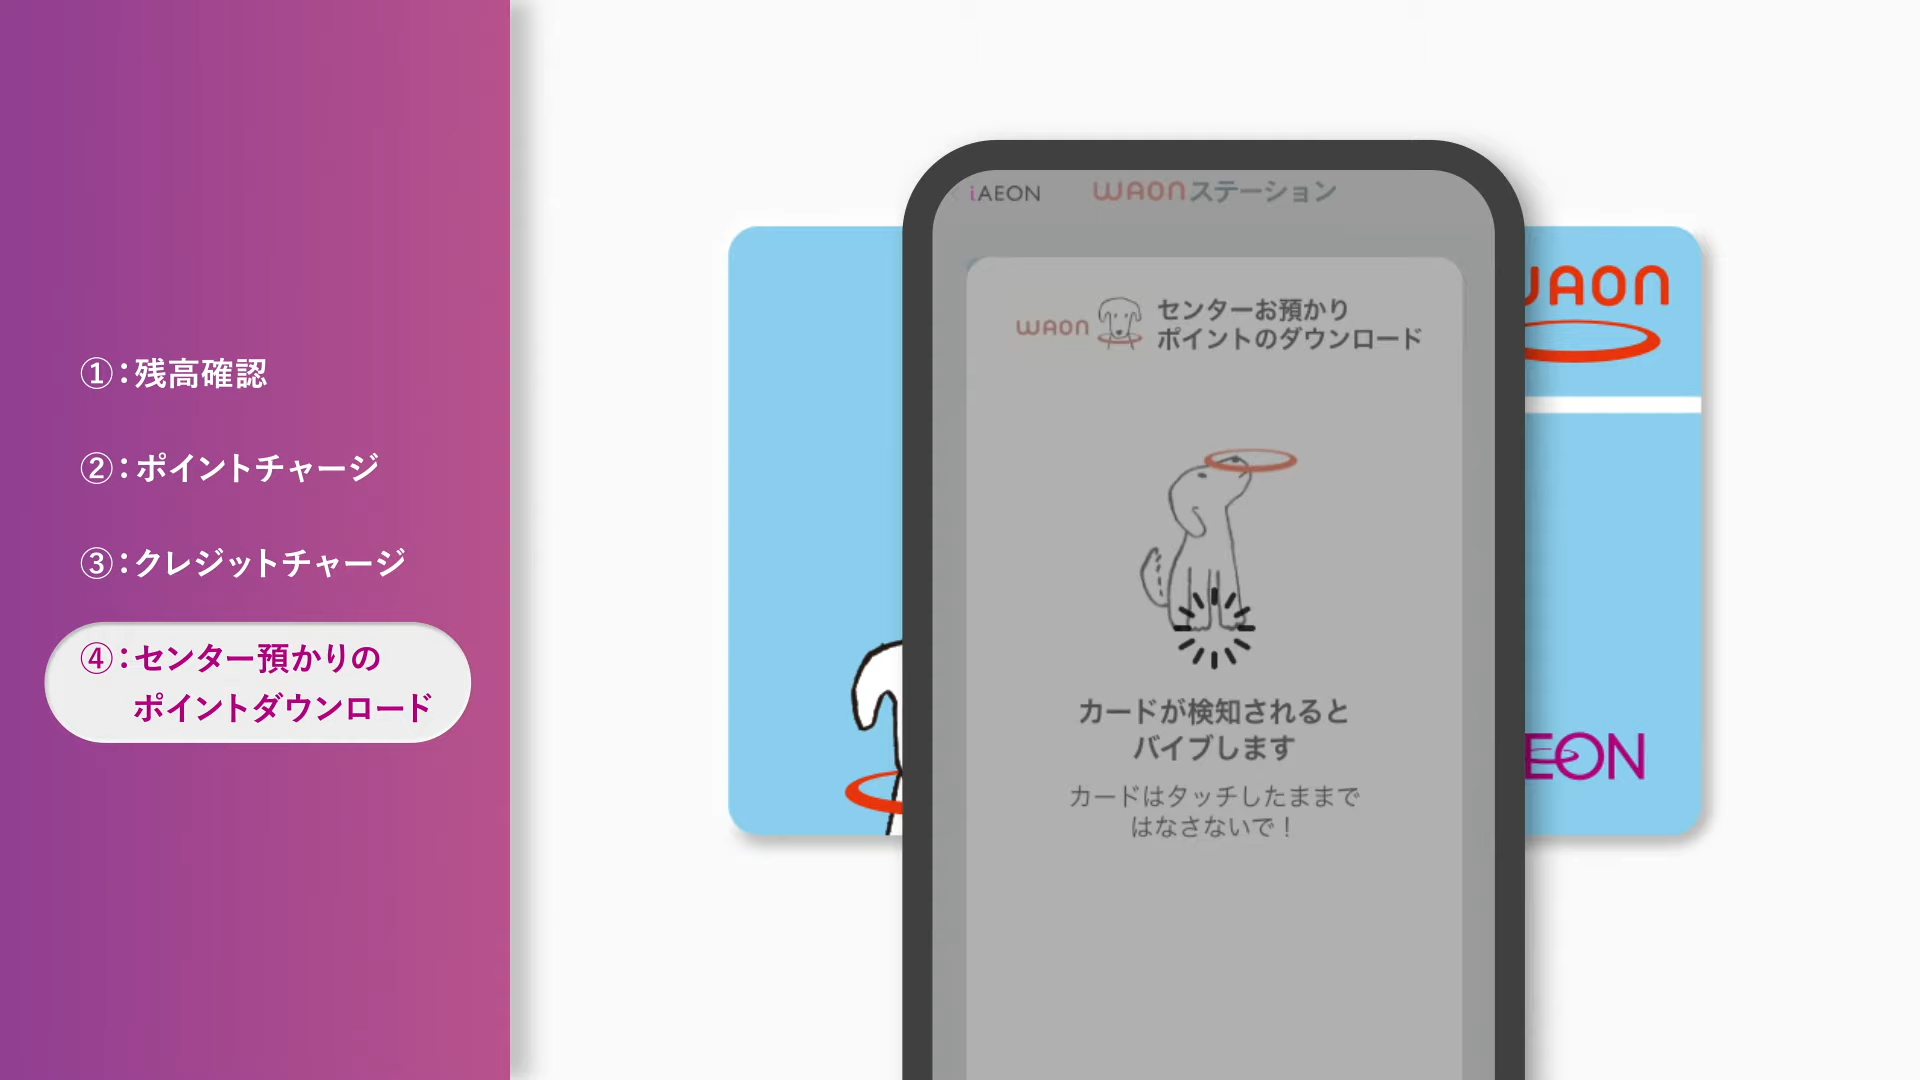 ①：残高確認
②：ポイントチャージ
③：クレジットチャージ
④：センター預かりの
ポイントダウンロード
iAEON
WAONステーション
WAON
センターお預かり
ポイントのダウンロード
カードが検知されると
バイブします
カードはタッチしたままで
はなさないで！
WAON
EON